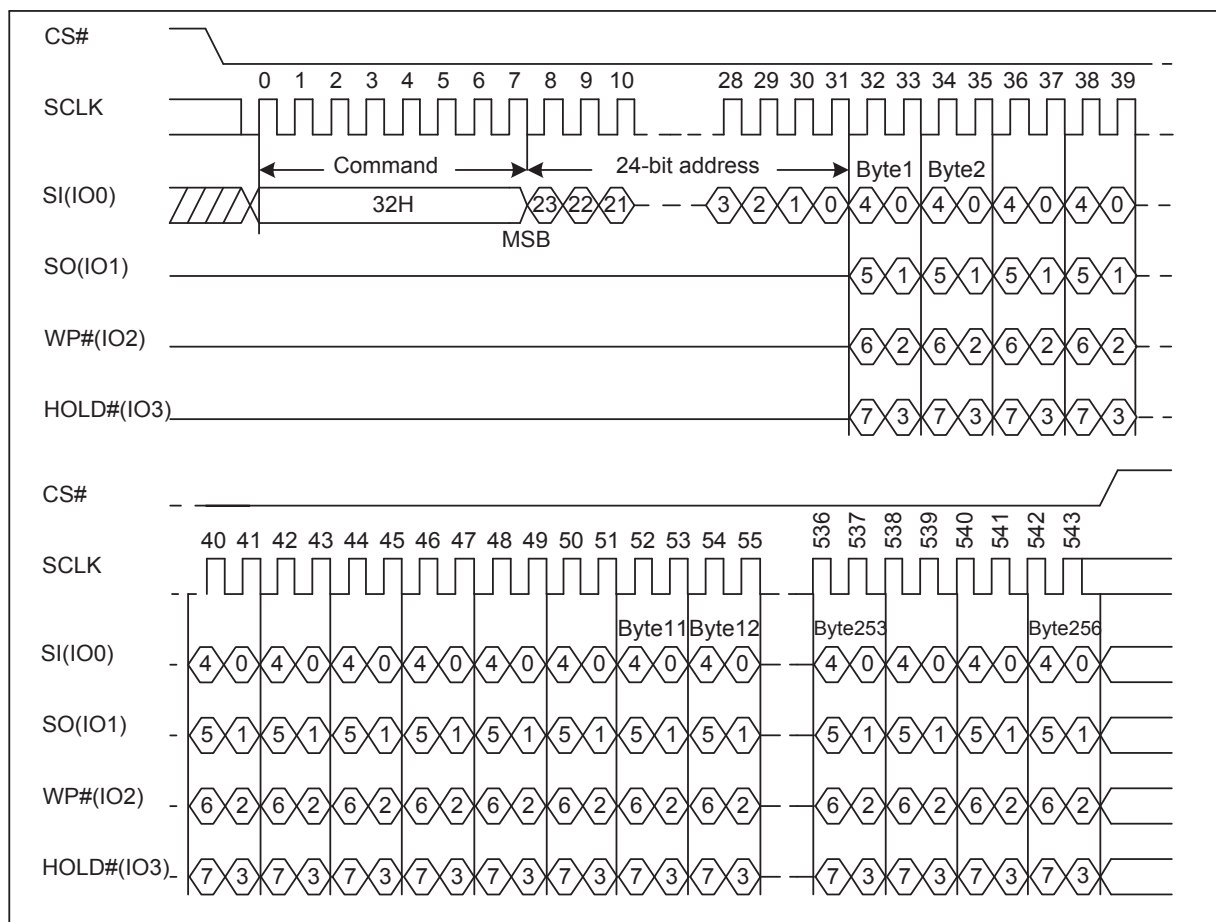 CS#
0 1 2 3 4 5 6 7 8 9 10 28 29 30 31 32 33 34 35 36 37 38 39
SCLK
Command 24-bit address Byte1 Byte2
SI(IO0) 32H 23 22 21 3 2 1 0 4 0 4 0 4 0 4 0
MSB
SO(IO1) 5 1 5 1 5 1 5 1
WP#(IO2) 6 2 6 2 6 2 6 2
HOLD#(IO3) 7 3 7 3 7 3 7 3
CS#
40 41 42 43 44 45 46 47 48 49 50 51 52 53 54 55 536 537 538 539 540 541 542 543
SCLK
Byte11 Byte12 Byte253 Byte256
SI(IO0) 4 0 4 0 4 0 4 0 4 0 4 0 4 0 4 0 4 0 4 0 4 0 4 0
SO(IO1) 5 1 5 1 5 1 5 1 5 1 5 1 5 1 5 1 5 1 5 1 5 1 5 1
WP#(IO2) 6 2 6 2 6 2 6 2 6 2 6 2 6 2 6 2 6 2 6 2 6 2 6 2
HOLD#(IO3) 7 3 7 3 7 3 7 3 7 3 7 3 7 3 7 3 7 3 7 3 7 3 7 3